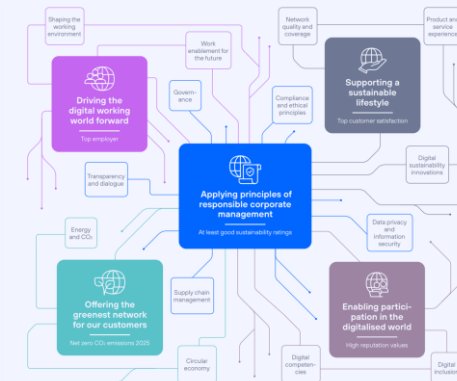 Shaping the
working
environment
Work
enablement for
the future
Network
quality and
coverage
Product and
service
experience
Driving the
digital working
world forward
Top employer
Govern-
ance
Compliance
and ethical
principles
Supporting a
sustainable
lifestyle
Top customer satisfaction
Transparency
and dialogue
Applying principles of
responsible corporate
management
At least good sustainability ratings
Digital
sustainability
innovations
Energy
and CO₂
Data privacy
and
information
security
Offering the
greenest network
for our customers
Net zero CO₂ emissions 2025
Supply chain
management
Enabling partici-
pation in the
digitalised world
High reputation values
Circular
economy
Digital
competen-
cies
Digital
inclusion